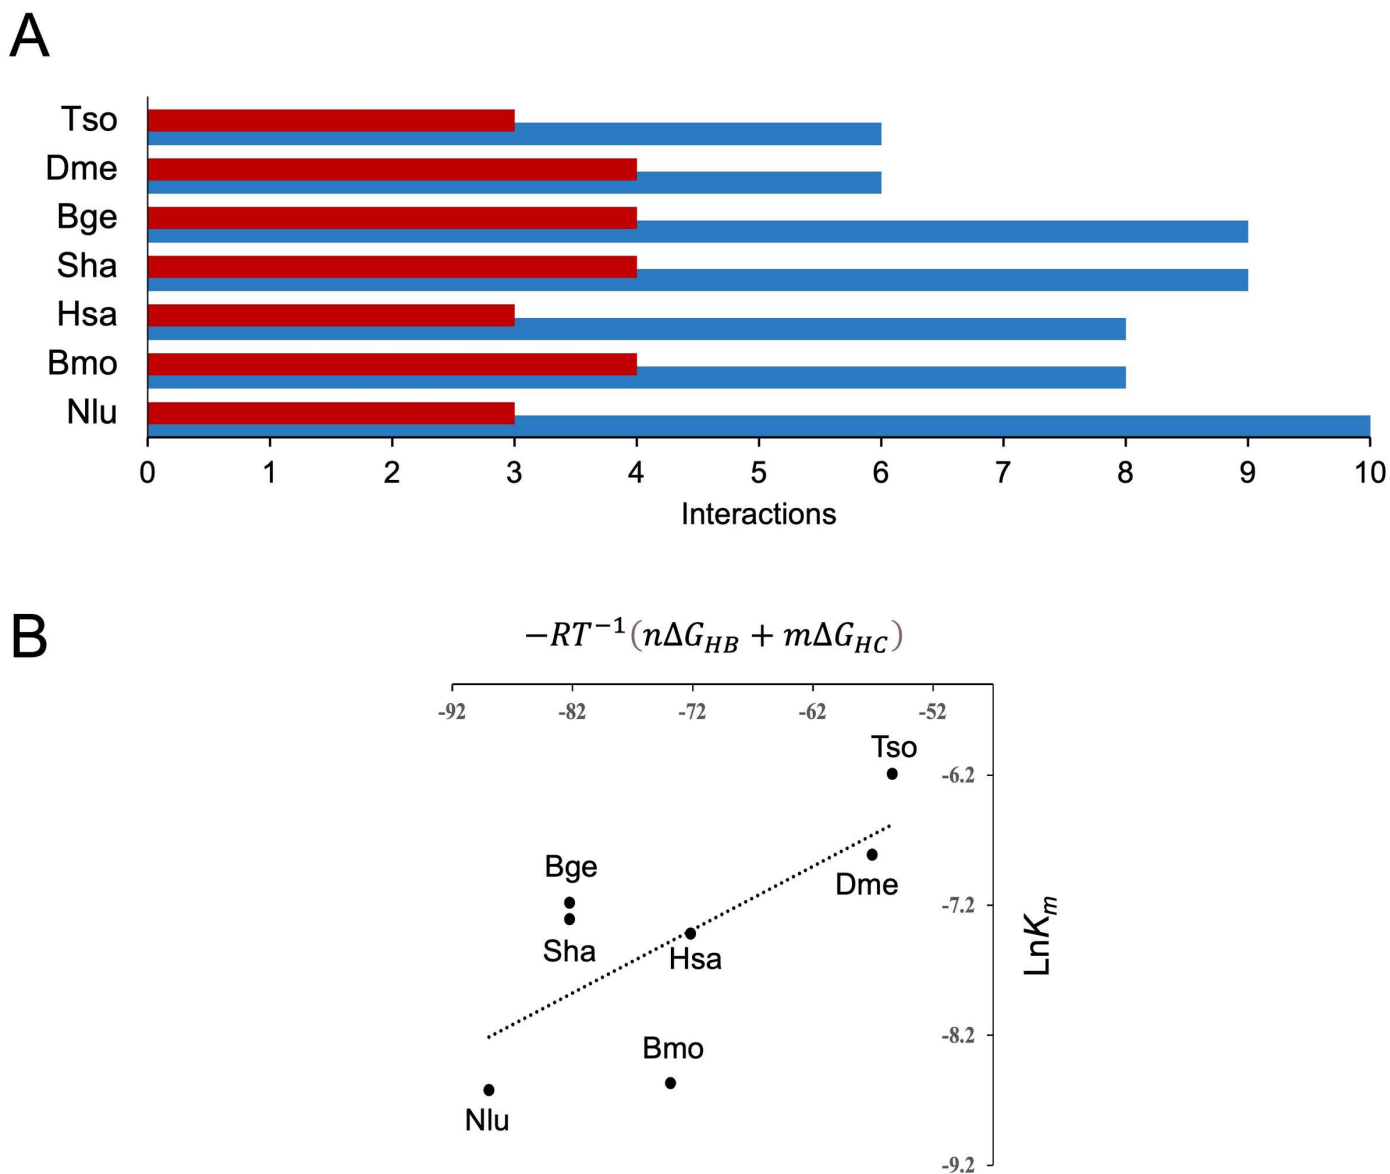 A
Tso
Dme
Bge
Sha
Hsa
Bmo
Nlu
0 1 2 3 4 5 6 7 8 9 10
Interactions
B
−RT⁻¹(nΔG_HB + mΔG_HC)
-92 -82 -72 -62 -52
Tso
-6.2
Bge
Dme
-7.2
Sha
Hsa
LnKₘ
-8.2
Bmo
Nlu
-9.2